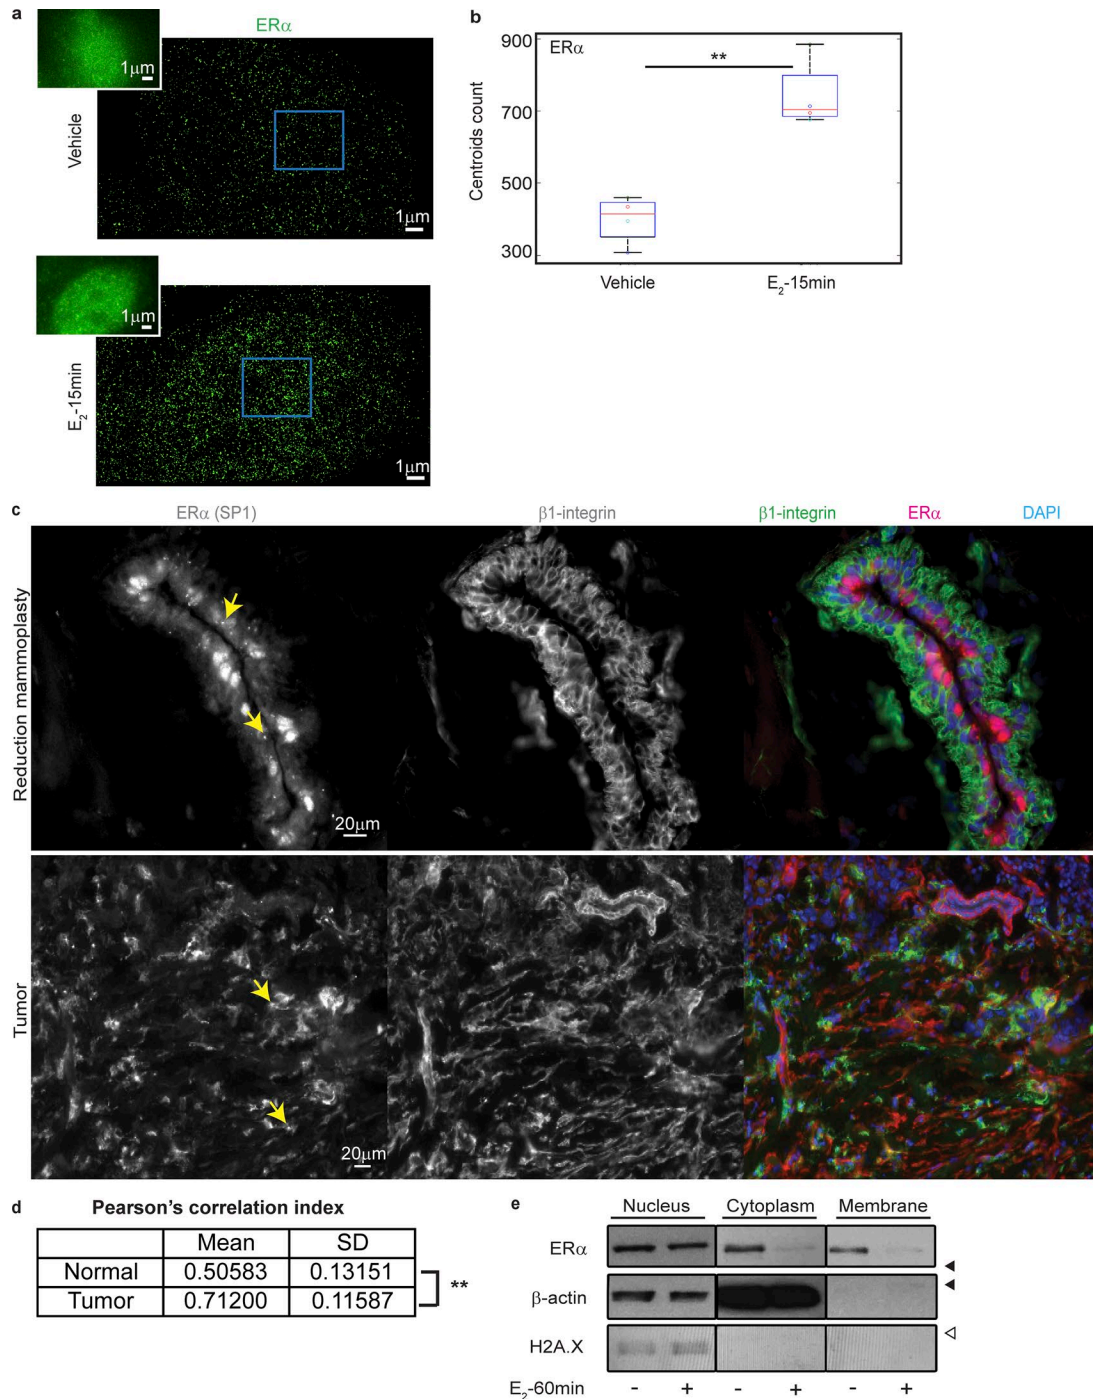 a
ERα
1μm
Vehicle
1μm
1μm
E2-15min
1μm
b
ERα
**
900
700
500
300
Centroids count
Vehicle
E2-15min
c
ERα (SP1)
β1-integrin
β1-integrin
ERα
DAPI
Reduction mammoplasty
20μm
Tumor
20μm
d
Pearson's correlation index
Mean SD
Normal 0.50583 0.13151
Tumor 0.71200 0.11587
**
e
Nucleus Cytoplasm Membrane
ERα
β-actin
H2A.X
E2-60min - + - + - +